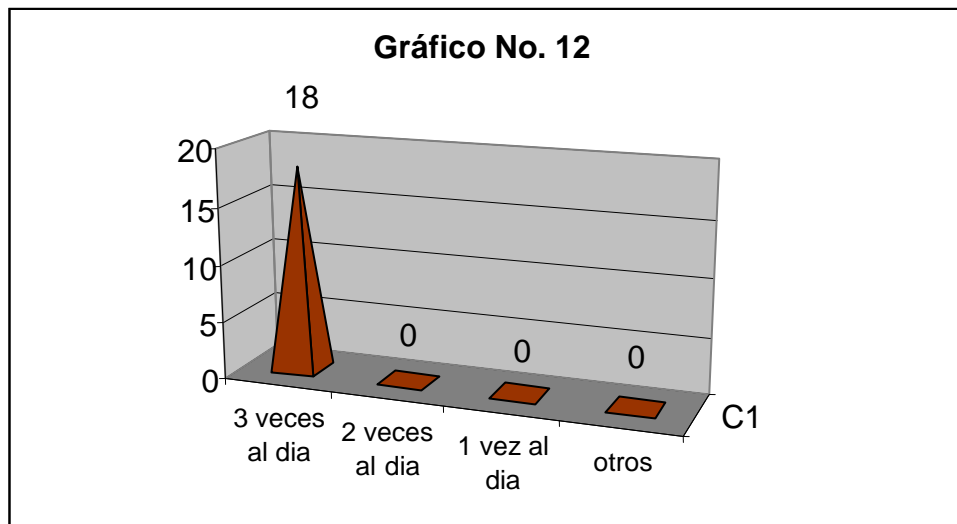 Gráfico No. 12
18
20
15
10
5
0
0
0
0
C1
3 veces
al dia
2 veces
al dia
1 vez al
dia
otros